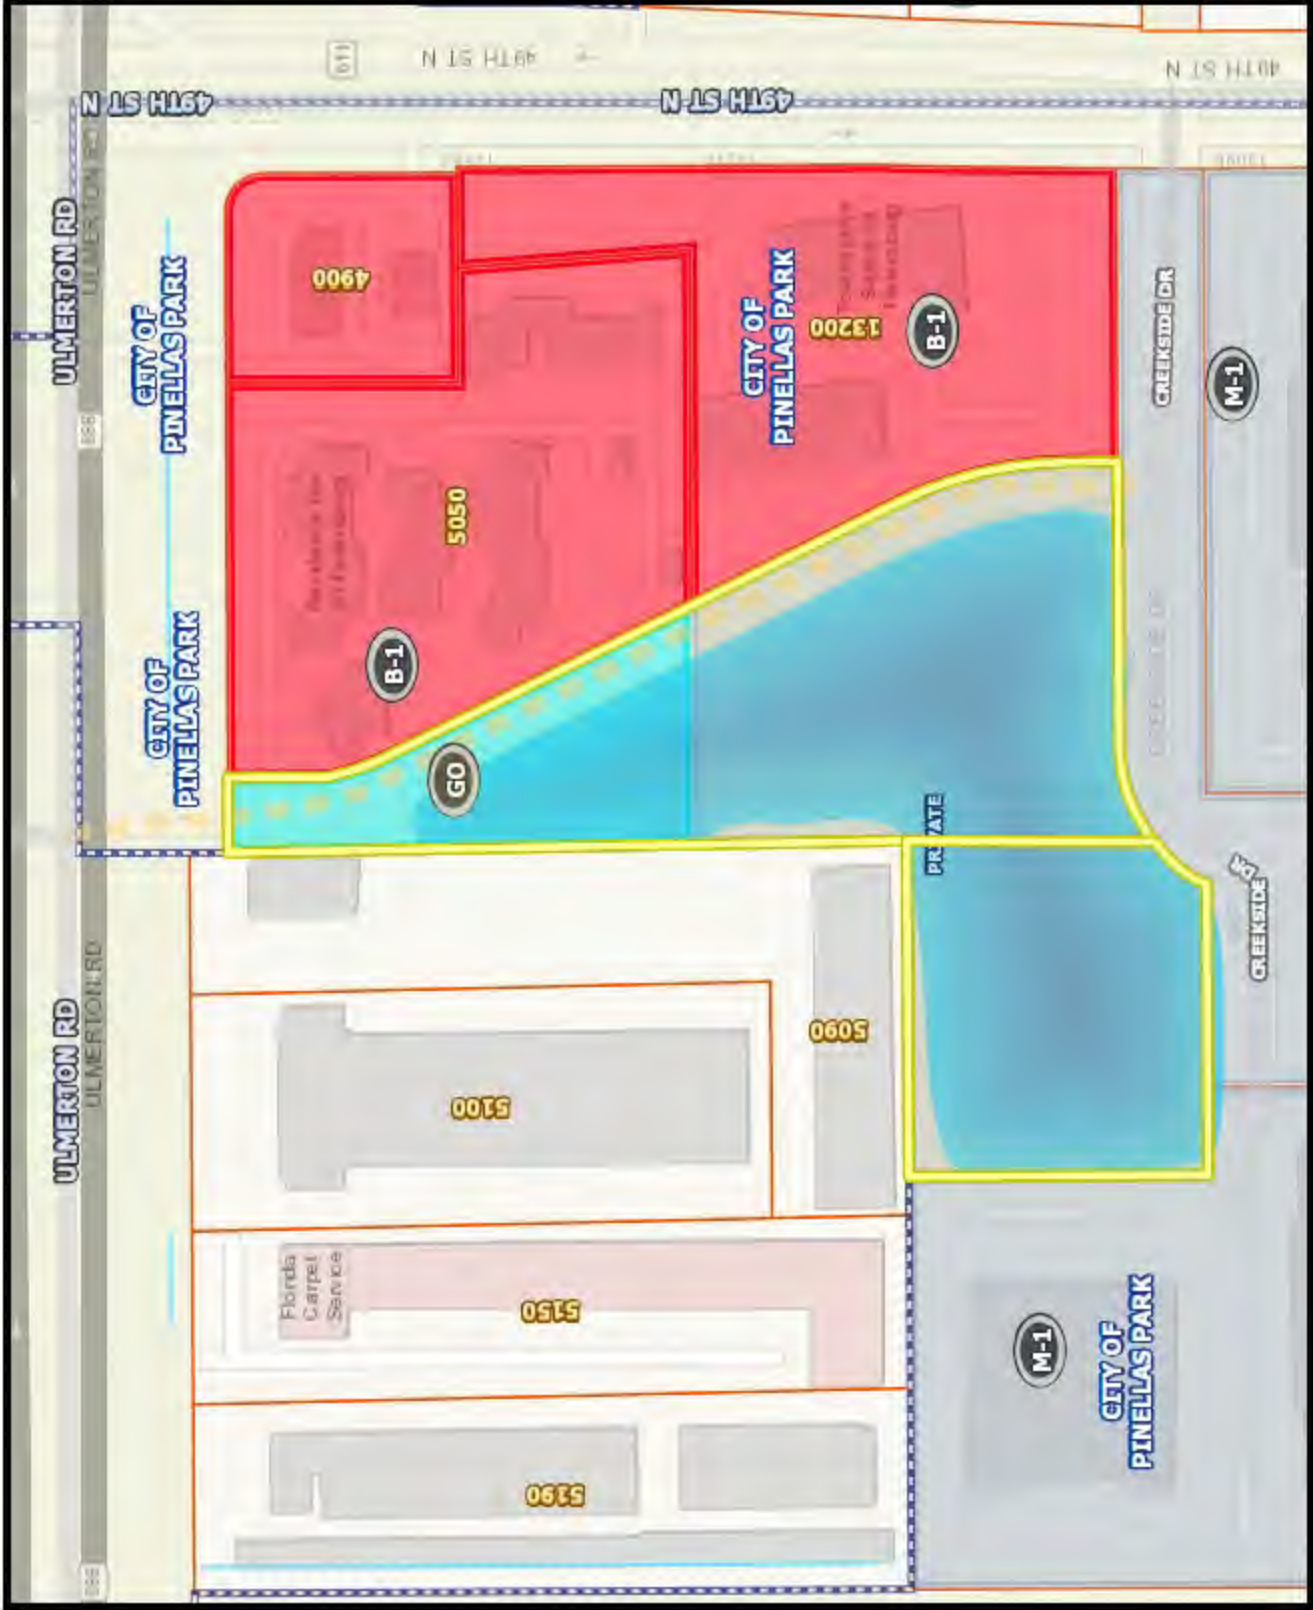 611
49TH ST N
49TH ST N
49TH ST N
49TH ST N
ULMERTON RD
ULMERTON RD
CITY OF
PINELLAS PARK
4900
CITY OF
PINELLAS PARK
13200
B-1
CREEKSIDE DR
M-1
5050
B-1
CITY OF
PINELLAS PARK
GO
PRIVATE
CREEKSIDE
DR
ULMERTON RD
ULMERTON RD
5090
5100
Florida
Carpet
Service
5150
M-1
CITY OF
PINELLAS PARK
5190